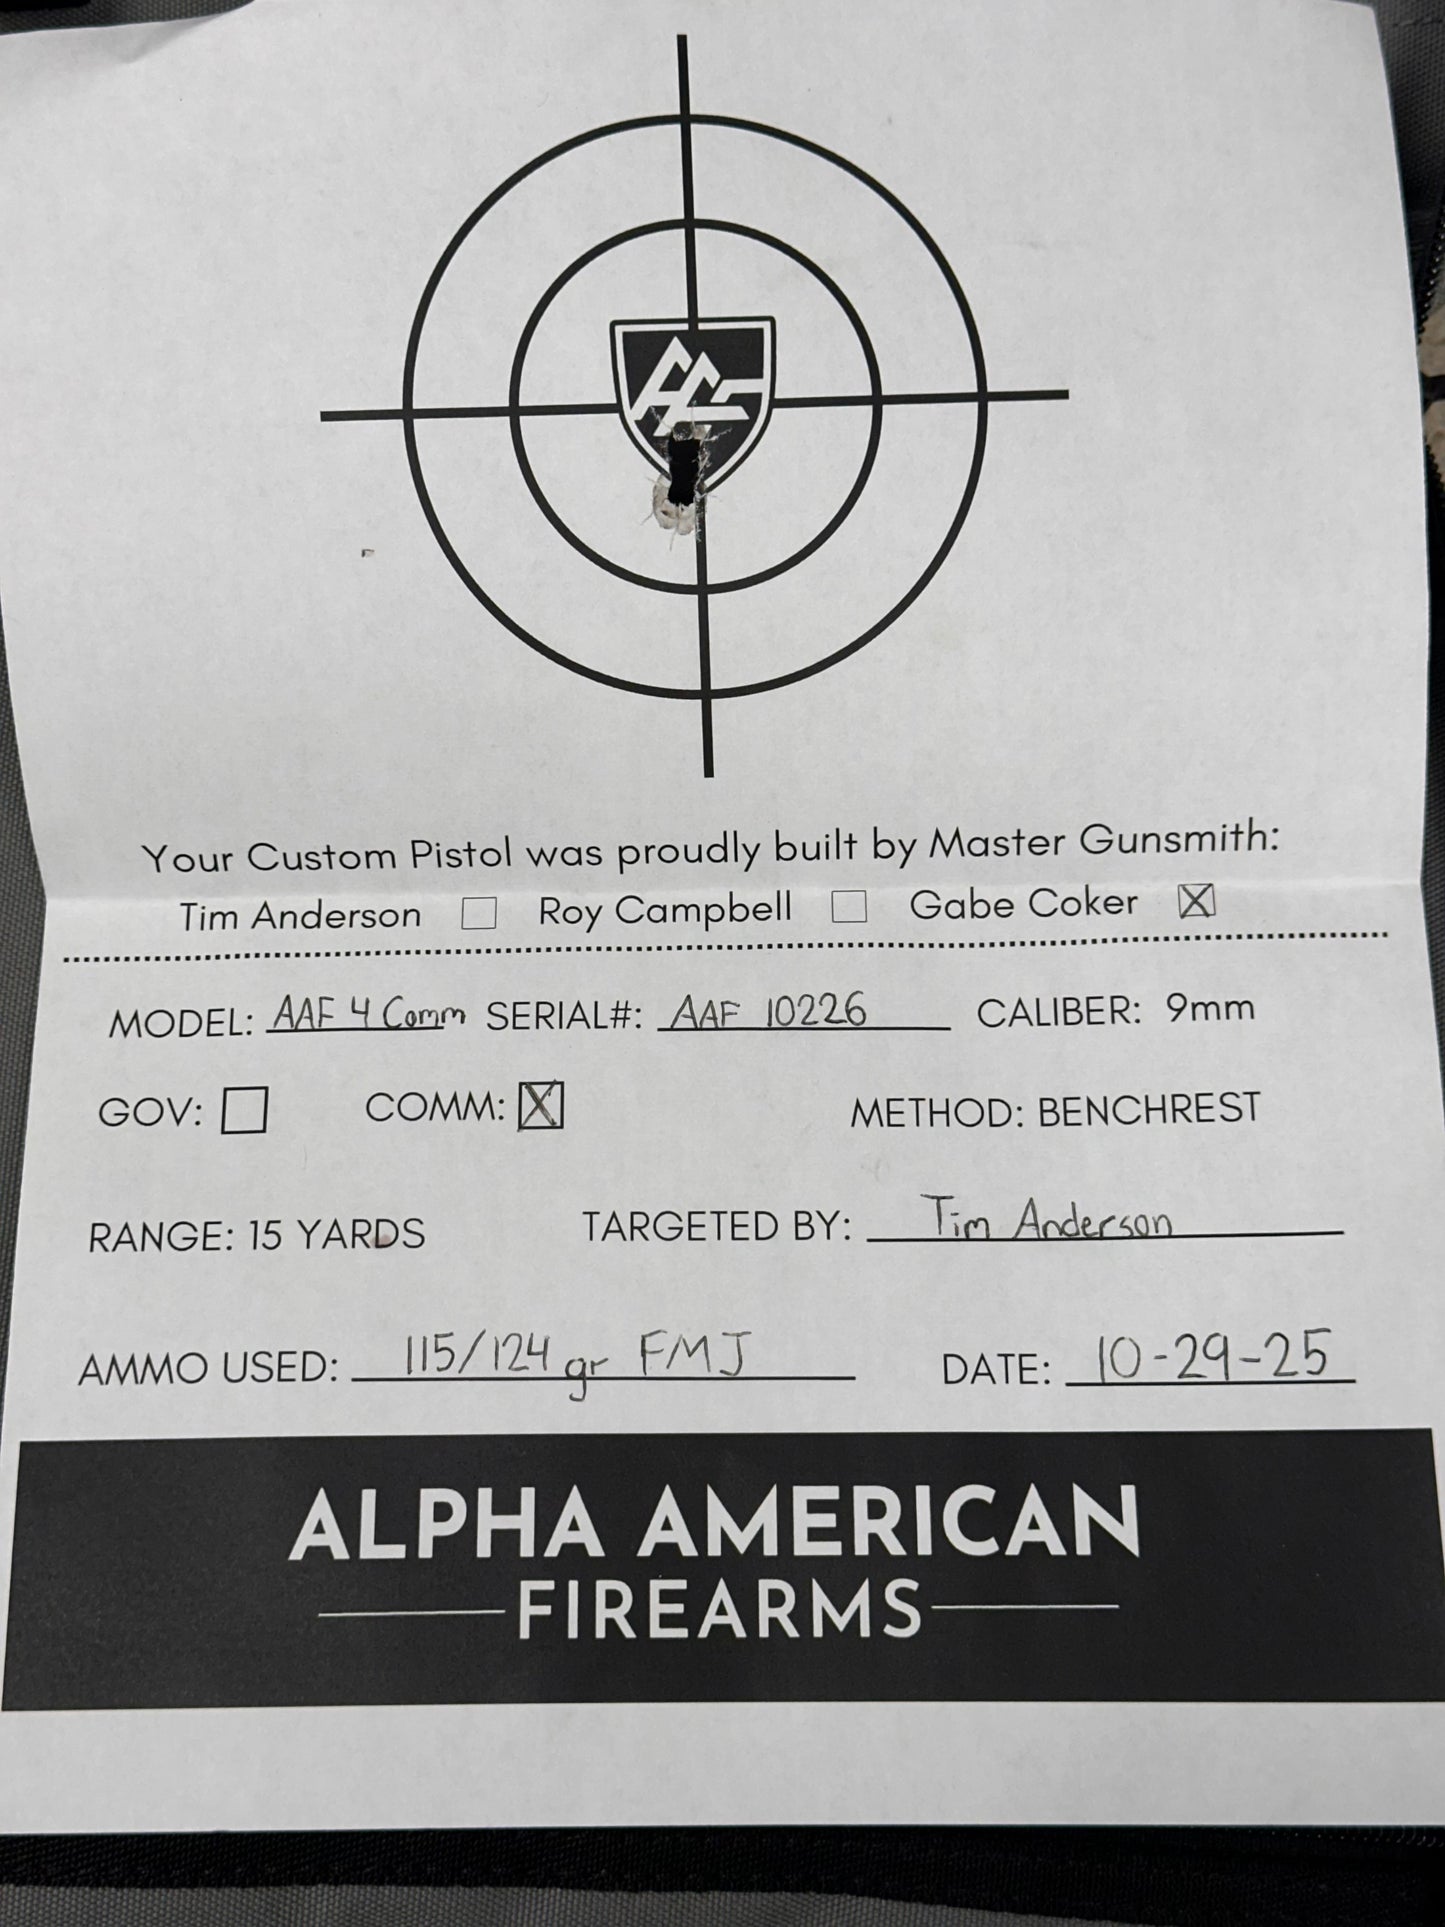 Your Custom Pistol was proudly built by Master Gunsmith:
Tim Anderson ☐ Roy Campbell ☐ Gabe Coker ☒
MODEL: AAF 4 Comm SERIAL#: AAF 10226 CALIBER: 9mm
GOV: ☐ COMM: ☒ METHOD: BENCHREST
RANGE: 15 YARDS TARGETED BY: Tim Anderson
AMMO USED: 115/124 gr FMJ DATE: 10-29-25
ALPHA AMERICAN
FIREARMS